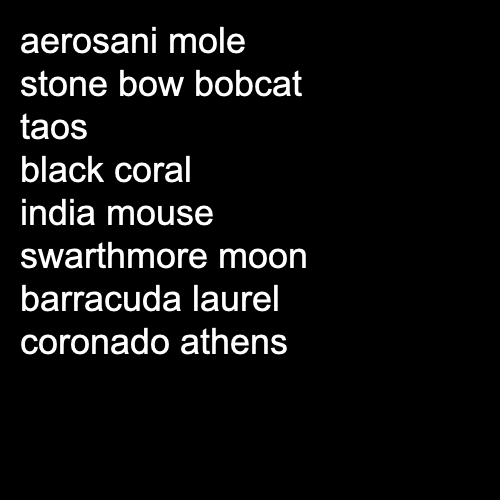 aerosani mole
stone bow bobcat
taos
black coral
india mouse
swarthmore moon
barracuda laurel
coronado athens